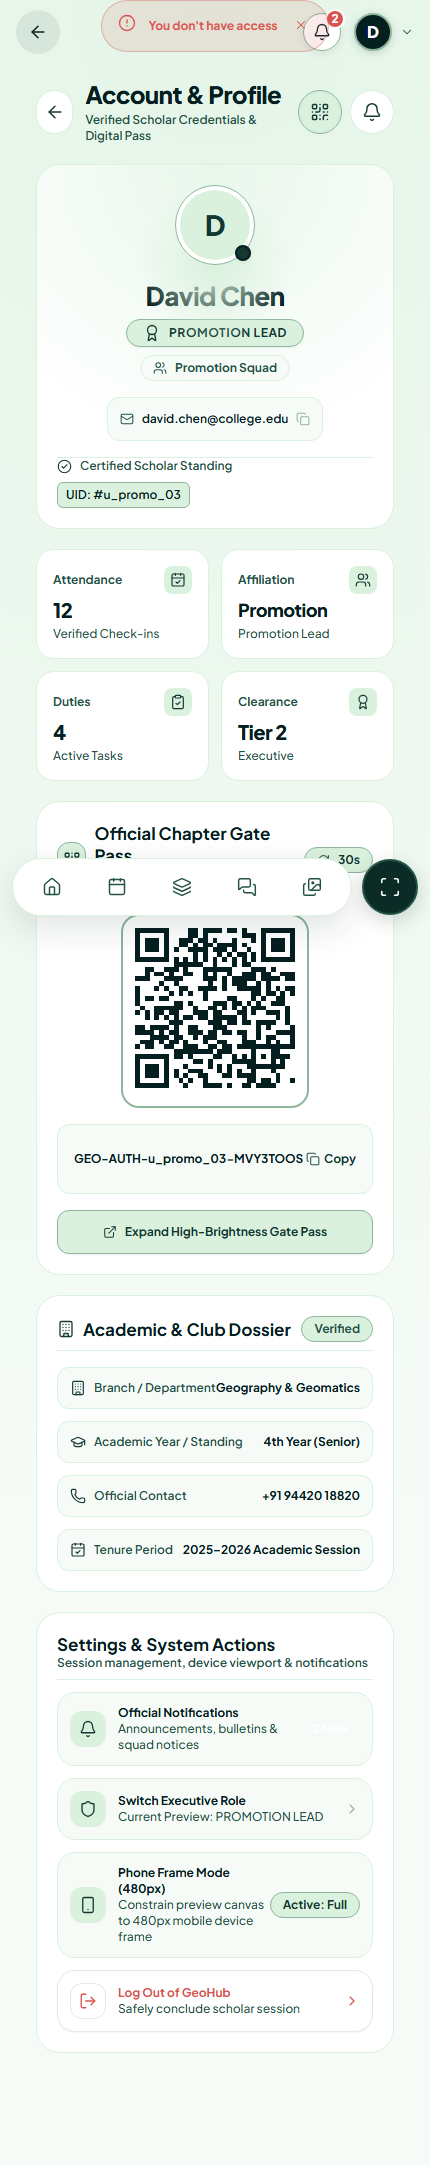 You don't have access
2
D
Account & Profile
Verified Scholar Credentials &
Digital Pass
D
David Chen
PROMOTION LEAD
Promotion Squad
david.chen@college.edu
Certified Scholar Standing
UID: #u_promo_03
Attendance
12
Verified Check-ins
Affiliation
Promotion
Promotion Lead
Duties
4
Active Tasks
Clearance
Tier 2
Executive
Official Chapter Gate
Pass
30s
GEO-AUTH-u_promo_03-MVY3TOOS Copy
Expand High-Brightness Gate Pass
Academic & Club Dossier
Verified
Branch / Department Geography & Geomatics
Academic Year / Standing 4th Year (Senior)
Official Contact +91 94420 18820
Tenure Period 2025–2026 Academic Session
Settings & System Actions
Session management, device viewport & notifications
Official Notifications
Announcements, bulletins &
squad notices
2 New
Switch Executive Role
Current Preview: PROMOTION LEAD
Phone Frame Mode
(480px)
Constrain preview canvas
to 480px mobile device
frame
Active: Full
Log Out of GeoHub
Safely conclude scholar session